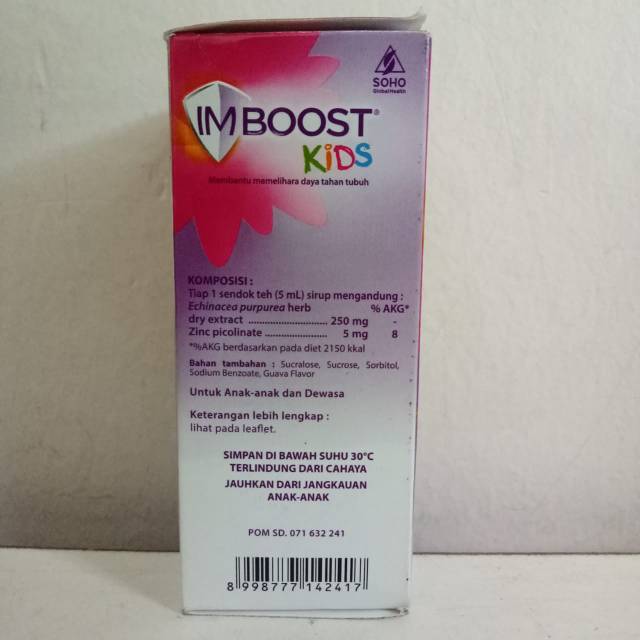 SOHO
Global Health
IMBOOST®
KiDS
Membantu memelihara daya tahan tubuh
KOMPOSISI :
Tiap 1 sendok teh (5 mL) sirup mengandung :
Echinacea purpurea herb % AKG*
dry extract ............................ 250 mg -
Zinc picolinate ...................... 5 mg 8
*%AKG berdasarkan pada diet 2150 kkal
Bahan tambahan : Sucralose, Sucrose, Sorbitol,
Sodium Benzoate, Guava Flavor
Untuk Anak-anak dan Dewasa
Keterangan lebih lengkap :
lihat pada leaflet.
SIMPAN DI BAWAH SUHU 30°C
TERLINDUNG DARI CAHAYA
JAUHKAN DARI JANGKAUAN
ANAK-ANAK
POM SD. 071 632 241
8 998777 142417